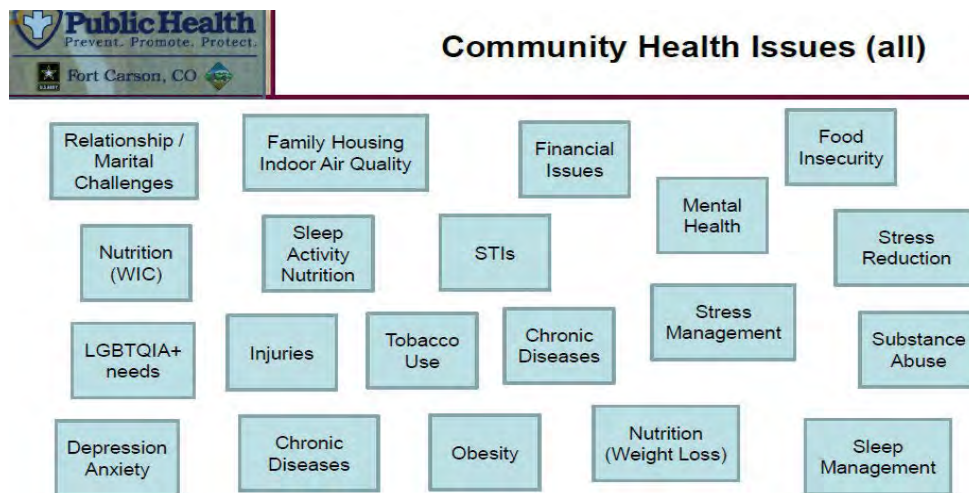 Public Health
Prevent. Promote. Protect.
U.S. ARMY
Fort Carson, CO
Community Health Issues (all)
Relationship /
Marital
Challenges
Family Housing
Indoor Air Quality
Financial
Issues
Food
Insecurity
Mental
Health
Nutrition
(WIC)
Sleep
Activity
Nutrition
STIs
Stress
Reduction
LGBTQIA+
needs
Injuries
Tobacco
Use
Chronic
Diseases
Stress
Management
Substance
Abuse
Depression
Anxiety
Chronic
Diseases
Obesity
Nutrition
(Weight Loss)
Sleep
Management